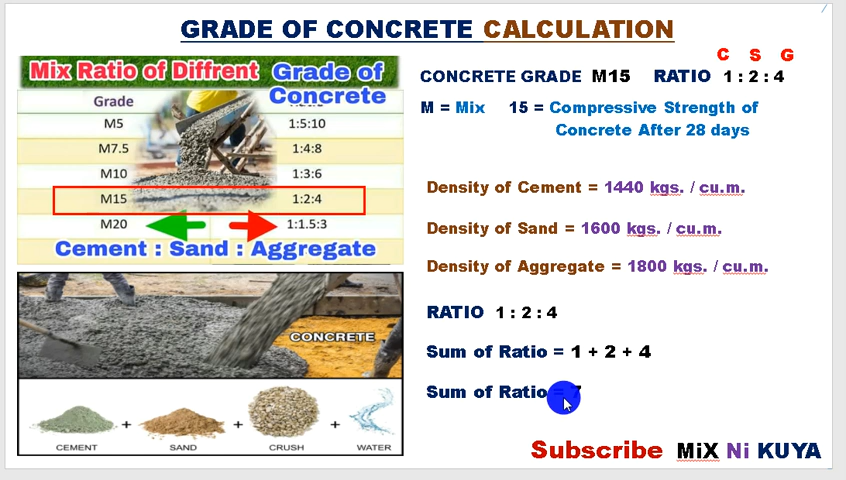 GRADE OF CONCRETE CALCULATION
Mix Ratio of Diffrent Grade of
Concrete
Grade
M5 1:5:10
M7.5 1:4:8
M10 1:3:6
M15 1:2:4
M20 1:1.5:3
Cement : Sand : Aggregate
CONCRETE
CEMENT + SAND + CRUSH + WATER
C S G
CONCRETE GRADE M15 RATIO 1 : 2 : 4
M = Mix 15 = Compressive Strength of
Concrete After 28 days
Density of Cement = 1440 kgs. / cu.m.
Density of Sand = 1600 kgs. / cu.m.
Density of Aggregate = 1800 kgs. / cu.m.
RATIO 1 : 2 : 4
Sum of Ratio = 1 + 2 + 4
Sum of Ratio = 7
Subscribe MiX Ni KUYA